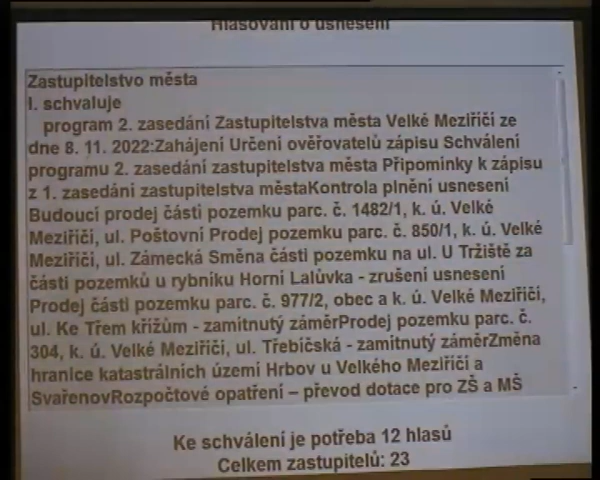 Hlasování o usnesení
Zastupitelstvo města
I. schvaluje
program 2. zasedání Zastupitelstva města Velké Meziříčí ze
dne 8. 11. 2022:Zahájení Určení ověřovatelů zápisu Schválení
programu 2. zasedání zastupitelstva města Připomínky k zápisu
z 1. zasedání zastupitelstva městaKontrola plnění usnesení
Budoucí prodej části pozemku parc. č. 1482/1, k. ú. Velké
Meziříčí, ul. Poštovní Prodej pozemku parc. č. 850/1, k. ú. Velké
Meziříčí, ul. Zámecká Směna části pozemku na ul. U Tržiště za
části pozemků u rybníku Horní Lalůvka - zrušení usnesení
Prodej části pozemku parc. č. 977/2, obec a k. ú. Velké Meziříčí,
ul. Ke Třem křížům - zamítnutý záměrProdej pozemku parc. č.
304, k. ú. Velké Meziříčí, ul. Třebíčská - zamítnutý záměrZměna
hranice katastrálních území Hrbov u Velkého Meziříčí a
SvařenovRozpočtové opatření – převod dotace pro ZŠ a MŠ
Ke schválení je potřeba 12 hlasů
Celkem zastupitelů: 23